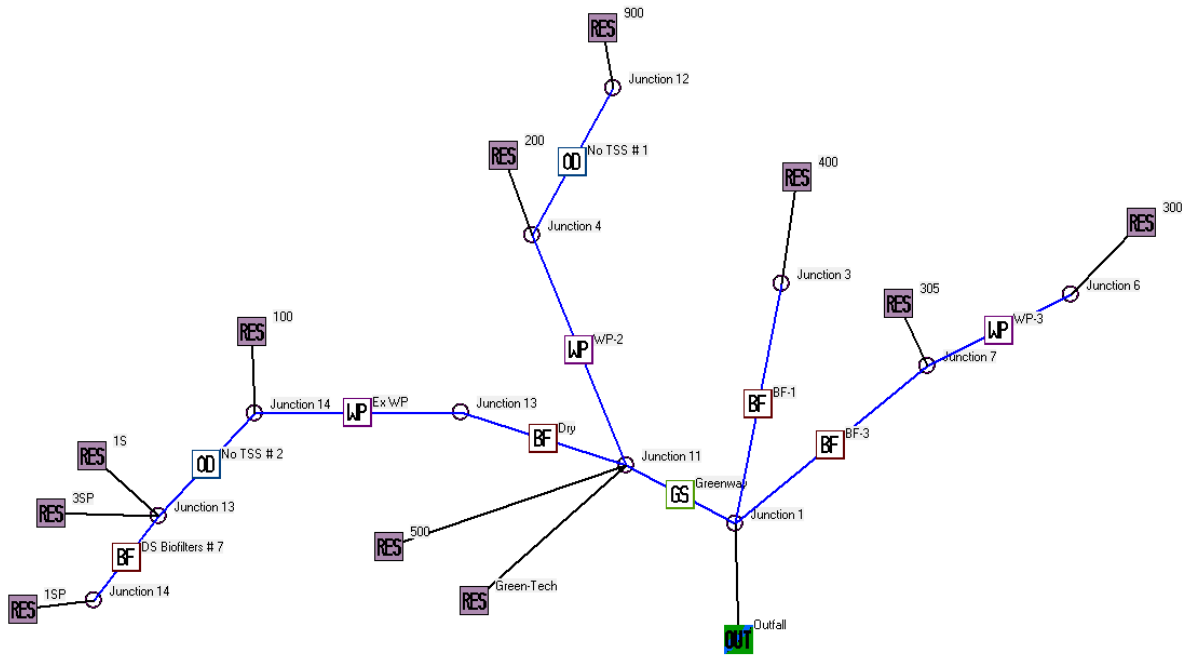 900
RES
Junction 12
200
RES
OD
No TSS # 1
400
RES
300
RES
Junction 4
Junction 3
Junction 6
305
RES
WP
WP-3
100
RES
WP
WP-2
Junction 7
BF
BF-1
Junction 14
WP
Ex WP
Junction 13
BF
Dry
BF
BF-3
1S
RES
OD
No TSS # 2
Junction 11
GS
Greenway
3SP
RES
Junction 13
Junction 1
500
RES
BF
DS Biofilters # 7
Junction 14
1SP
RES
Green-Tech
RES
Outfall
OUT